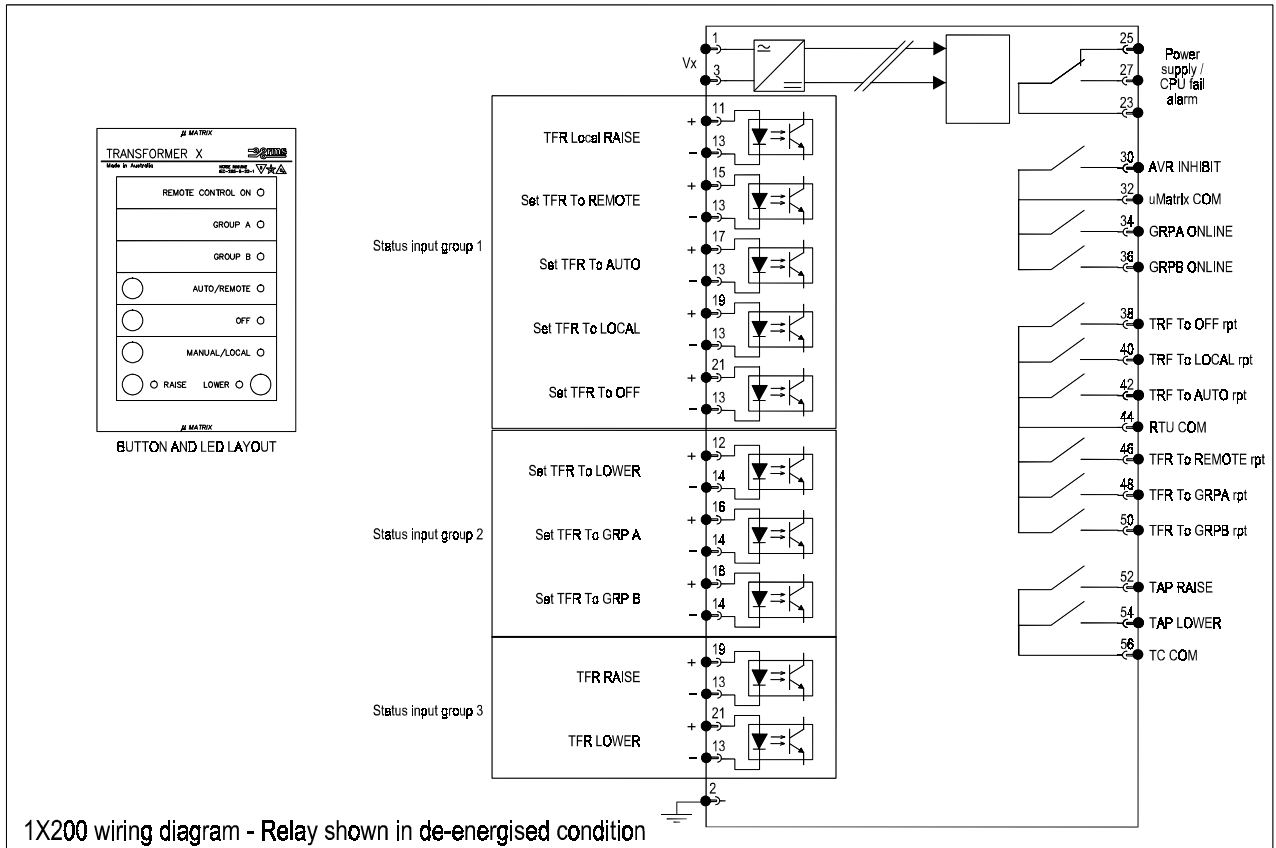 μ MATRIX
TRANSFORMER X
rms
Made in Australia
REMOTE CONTROL ON
GROUP A
GROUP B
AUTO/REMOTE
OFF
MANUAL/LOCAL
RAISE LOWER
μ MATRIX
BUTTON AND LED LAYOUT
Vx
1
3
Status input group 1
TFR Local RAISE
+ 11
− 13
Set TFR To REMOTE
+ 15
− 13
Set TFR To AUTO
+ 17
− 13
Set TFR To LOCAL
+ 19
− 13
Set TFR To OFF
+ 21
− 13
Status input group 2
Set TFR To LOWER
+ 12
− 14
Set TFR To GRP A
+ 16
− 14
Set TFR To GRP B
+ 18
− 14
Status input group 3
TFR RAISE
+ 19
− 13
TFR LOWER
+ 21
− 13
2
25
27
23
Power
supply /
CPU fail
alarm
30 AVR INHIBIT
32 uMatrix COM
34 GRPA ONLINE
36 GRPB ONLINE
38 TRF To OFF rpt
40 TRF To LOCAL rpt
42 TRF To AUTO rpt
44 RTU COM
46 TFR To REMOTE rpt
48 TFR To GRPA rpt
50 TFR To GRPB rpt
52 TAP RAISE
54 TAP LOWER
56 TC COM
1X200 wiring diagram - Relay shown in de-energised condition